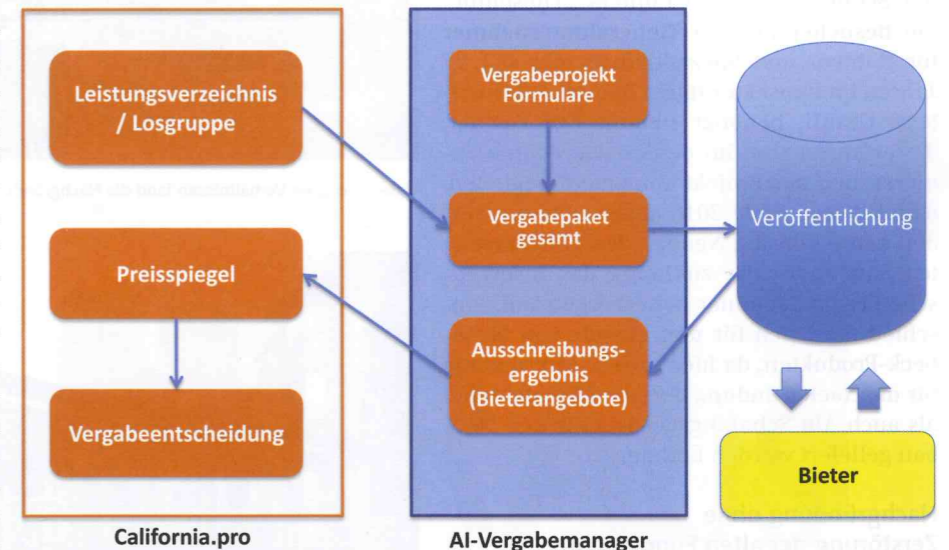 Leistungsverzeichnis
/ Losgruppe
Preisspiegel
Vergabeentscheidung
California.pro
Vergabeprojekt
Formulare
Vergabepaket
gesamt
Ausschreibungs-
ergebnis
(Bieterangebote)
AI-Vergabemanager
Veröffentlichung
Bieter